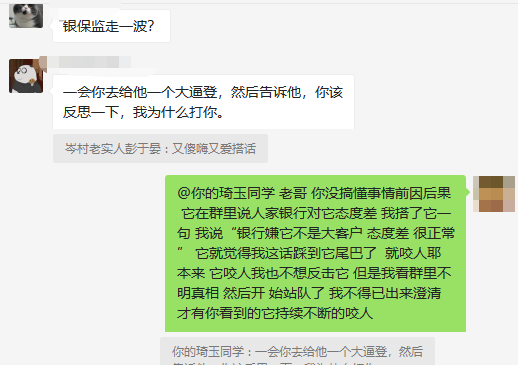 “银保监走一波?
一会你去给他一个大逼登，然后告诉他，你该
反思一下，我为什么打你。
岑村老实人彭于晏：又傻嗨又爱搭话
@你的琦玉同学 老哥 你没搞懂事情前因后果
它在群里说人家银行对它态度差 我搭了它一
句 我说“银行嫌它不是大客户 态度差 很正常
” 它就觉得我这话踩到它尾巴了 就咬人耶
本来 它咬人我也不想反击它 但是我看群里不
明真相 然后开 始站队了 我不得已出来澄清
才有你看到的它持续不断的咬人
你的琦玉同学：一会你去给他一个大逼登，然后